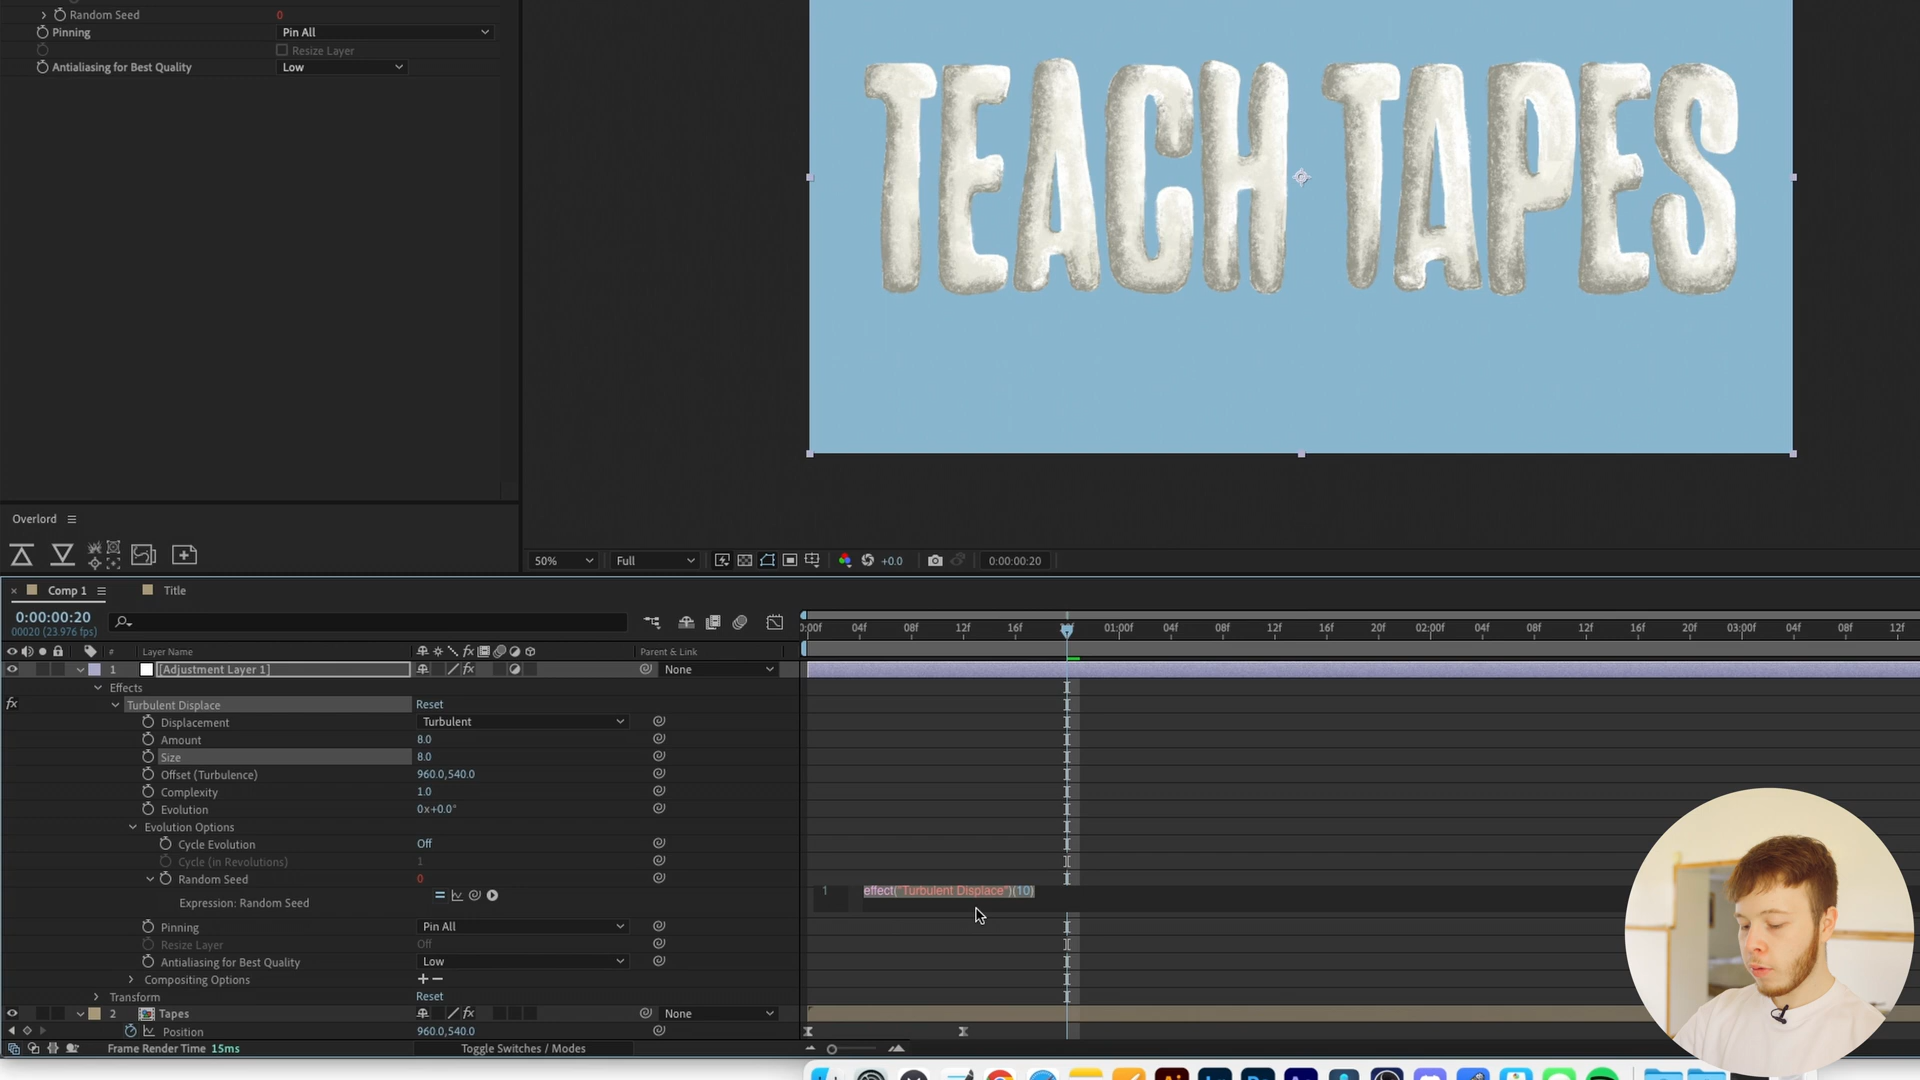 Random Seed 0
Pinning Pin All
Resize Layer
Antialiasing for Best Quality Low
TEACH TAPES
Overlord
50% Full +0.0 0:00:00:20
Comp 1 Title
0:00:00:20
00020 (23.976 fps)
0:00f 04f 08f 12f 16f 01:00f 04f 08f 12f 16f 20f 02:00f 04f 08f 12f 16f 20f 03:00f 04f 08f 12f
# Layer Name Parent & Link
1 [Adjustment Layer 1] None
Effects
fx Turbulent Displace Reset
Displacement Turbulent
Amount 8.0
Size 8.0
Offset (Turbulence) 960.0,540.0
Complexity 1.0
Evolution 0x+0.0°
Evolution Options
Cycle Evolution Off
Cycle (in Revolutions) 1
Random Seed 0
1 effect("Turbulent Displace")(10)
Expression: Random Seed
Pinning Pin All
Resize Layer Off
Antialiasing for Best Quality Low
Compositing Options +−
Transform Reset
2 Tapes None
Position 960.0,540.0
Frame Render Time 15ms Toggle Switches / Modes